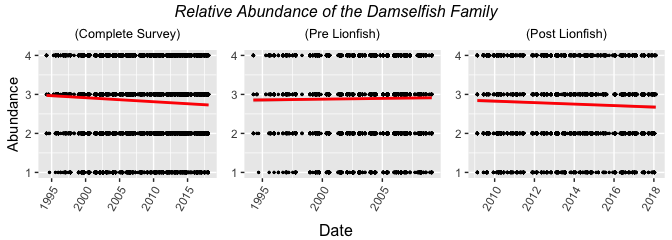 Relative Abundance of the Damselfish Family
(Complete Survey) (Pre Lionfish) (Post Lionfish)
Abundance
4
3
2
1
1995 2000 2005 2010 2015 1995 2000 2005 2010 2012 2014 2016 2018
Date